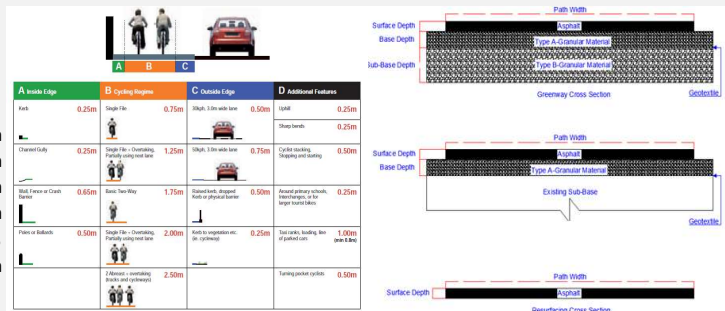 A B C
A Inside Edge
B Cycling Regime
C Outside Edge
D Additional Features
Kerb 0.25m
Single File 0.75m
30kph, 3.0m wide lane 0.50m
Uphill 0.25m
Sharp bends 0.25m
Channel Gully 0.25m
Single File + Overtaking,
Partially using next lane 1.25m
50kph, 3.0m wide lane 0.75m
Cyclist stacking,
Stopping and starting 0.50m
Wall, Fence or Crash
Barrier 0.65m
Basic Two-Way 1.75m
Raised kerb, dropped
Kerb or physical barrier 0.50m
Around primary schools,
Interchanges, or for
larger tourist bikes 0.25m
Poles or Bollards 0.50m
Single File + Overtaking,
Partially using next lane 2.00m
Kerb to vegetation etc.
(ie. cycleway) 0.25m
Taxi ranks, loading, line
of parked cars 1.00m
(min 0.8m)
2 Abreast + overtaking
(tracks and cycleways) 2.50m
Turning pocket cyclists 0.50m
Path Width
Surface Depth
Asphalt
Base Depth
Type A-Granular Material
Sub-Base Depth
Type B-Granular Material
Greenway Cross Section
Geotextile
Path Width
Surface Depth
Asphalt
Base Depth
Type A-Granular Material
Existing Sub-Base
Geotextile
Path Width
Surface Depth
Asphalt
Resurfacing Cross Section